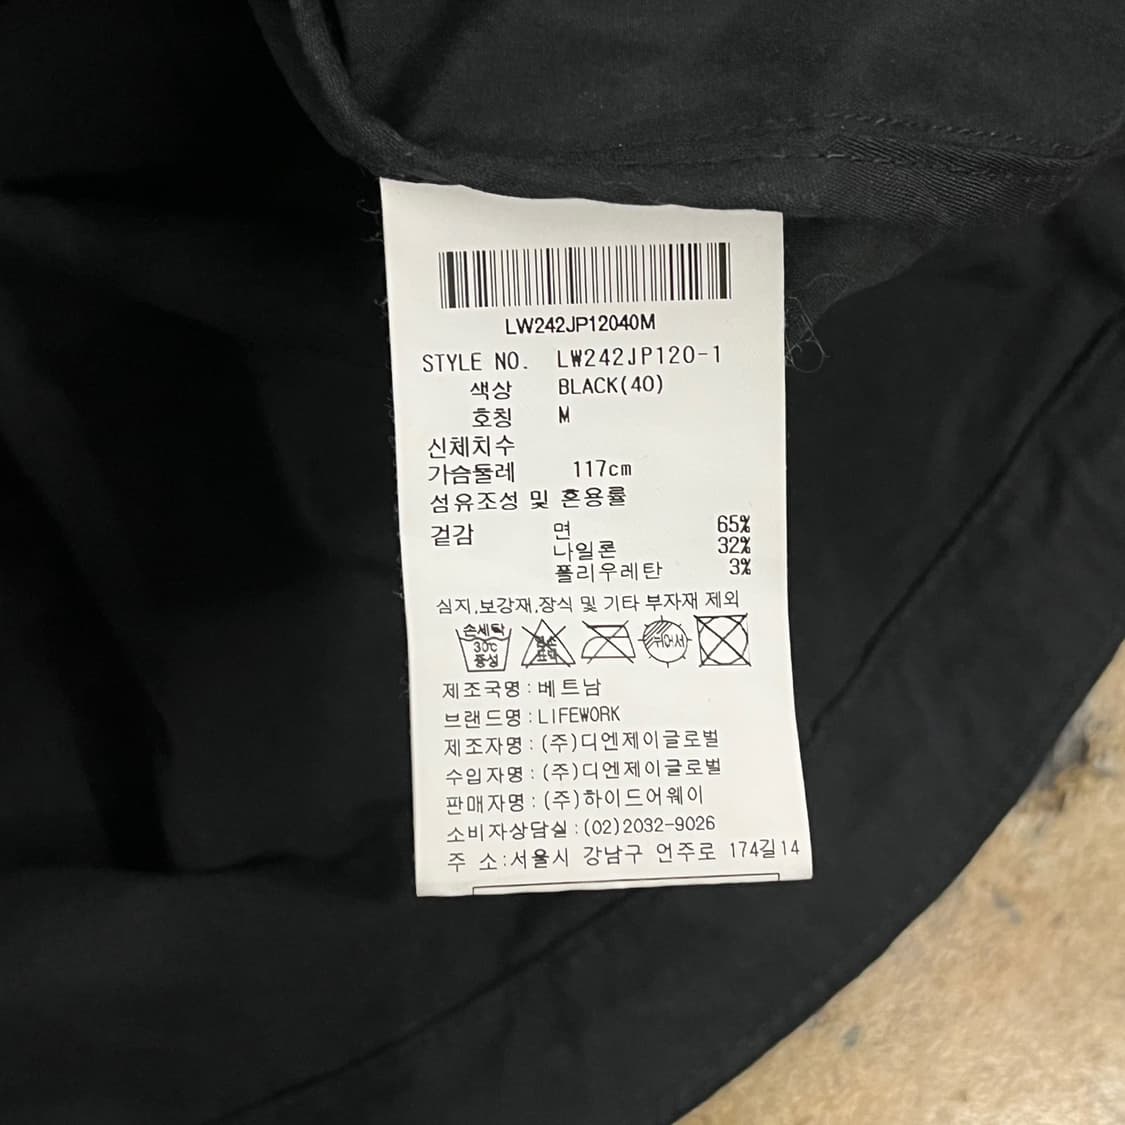 LW242JP12040M
STYLE NO. LW242JP120-1
색상 BLACK(40)
호칭 M
신체치수
가슴둘레 117cm
섬유조성 및 혼용률
겉감 면 65%
나일론 32%
폴리우레탄 3%
심지,보강재,장식 및 기타 부자재 제외
손세탁 30℃ 중성 염소 표백 뉘어서
제조국명:베트남
브랜드명:LIFEWORK
제조자명:(주)디엔제이글로벌
수입자명:(주)디엔제이글로벌
판매자명:(주)하이드어웨이
소비자상담실:(02)2032-9026
주 소:서울시 강남구 언주로 174길14